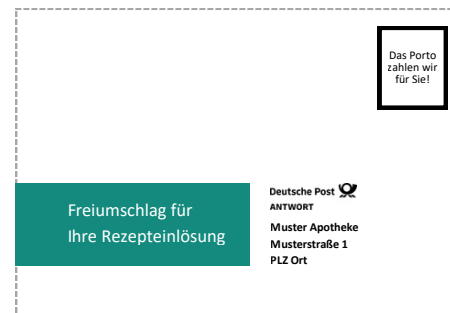 Das Porto
zahlen wir
für Sie!
Freiumschlag für
Ihre Rezepteinlösung
Deutsche Post
ANTWORT
Muster Apotheke
Musterstraße 1
PLZ Ort